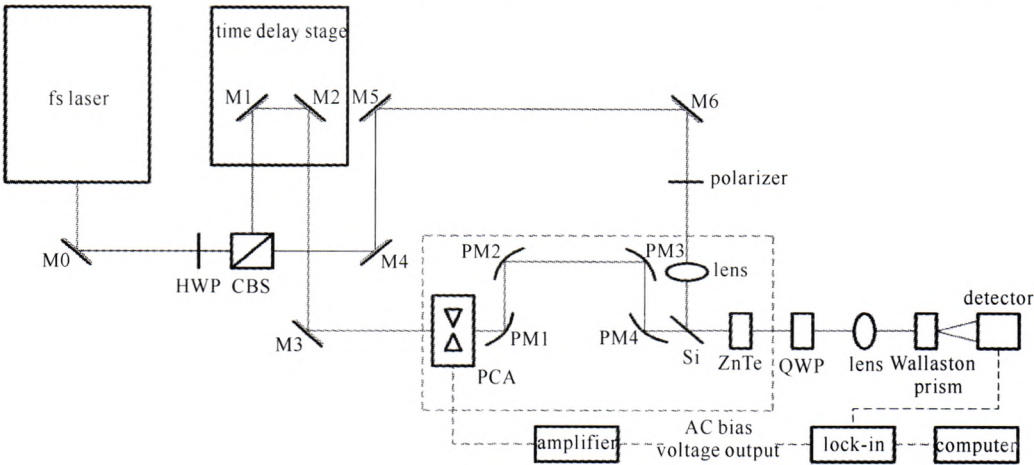 time delay stage
fs laser
M1
M2
M5
M6
polarizer
M0
HWP
CBS
M4
PM2
PM3
lens
M3
PCA
PM1
PM4
Si
ZnTe
QWP
lens
Wallaston
prism
detector
amplifier
AC bias
voltage output
lock-in
computer